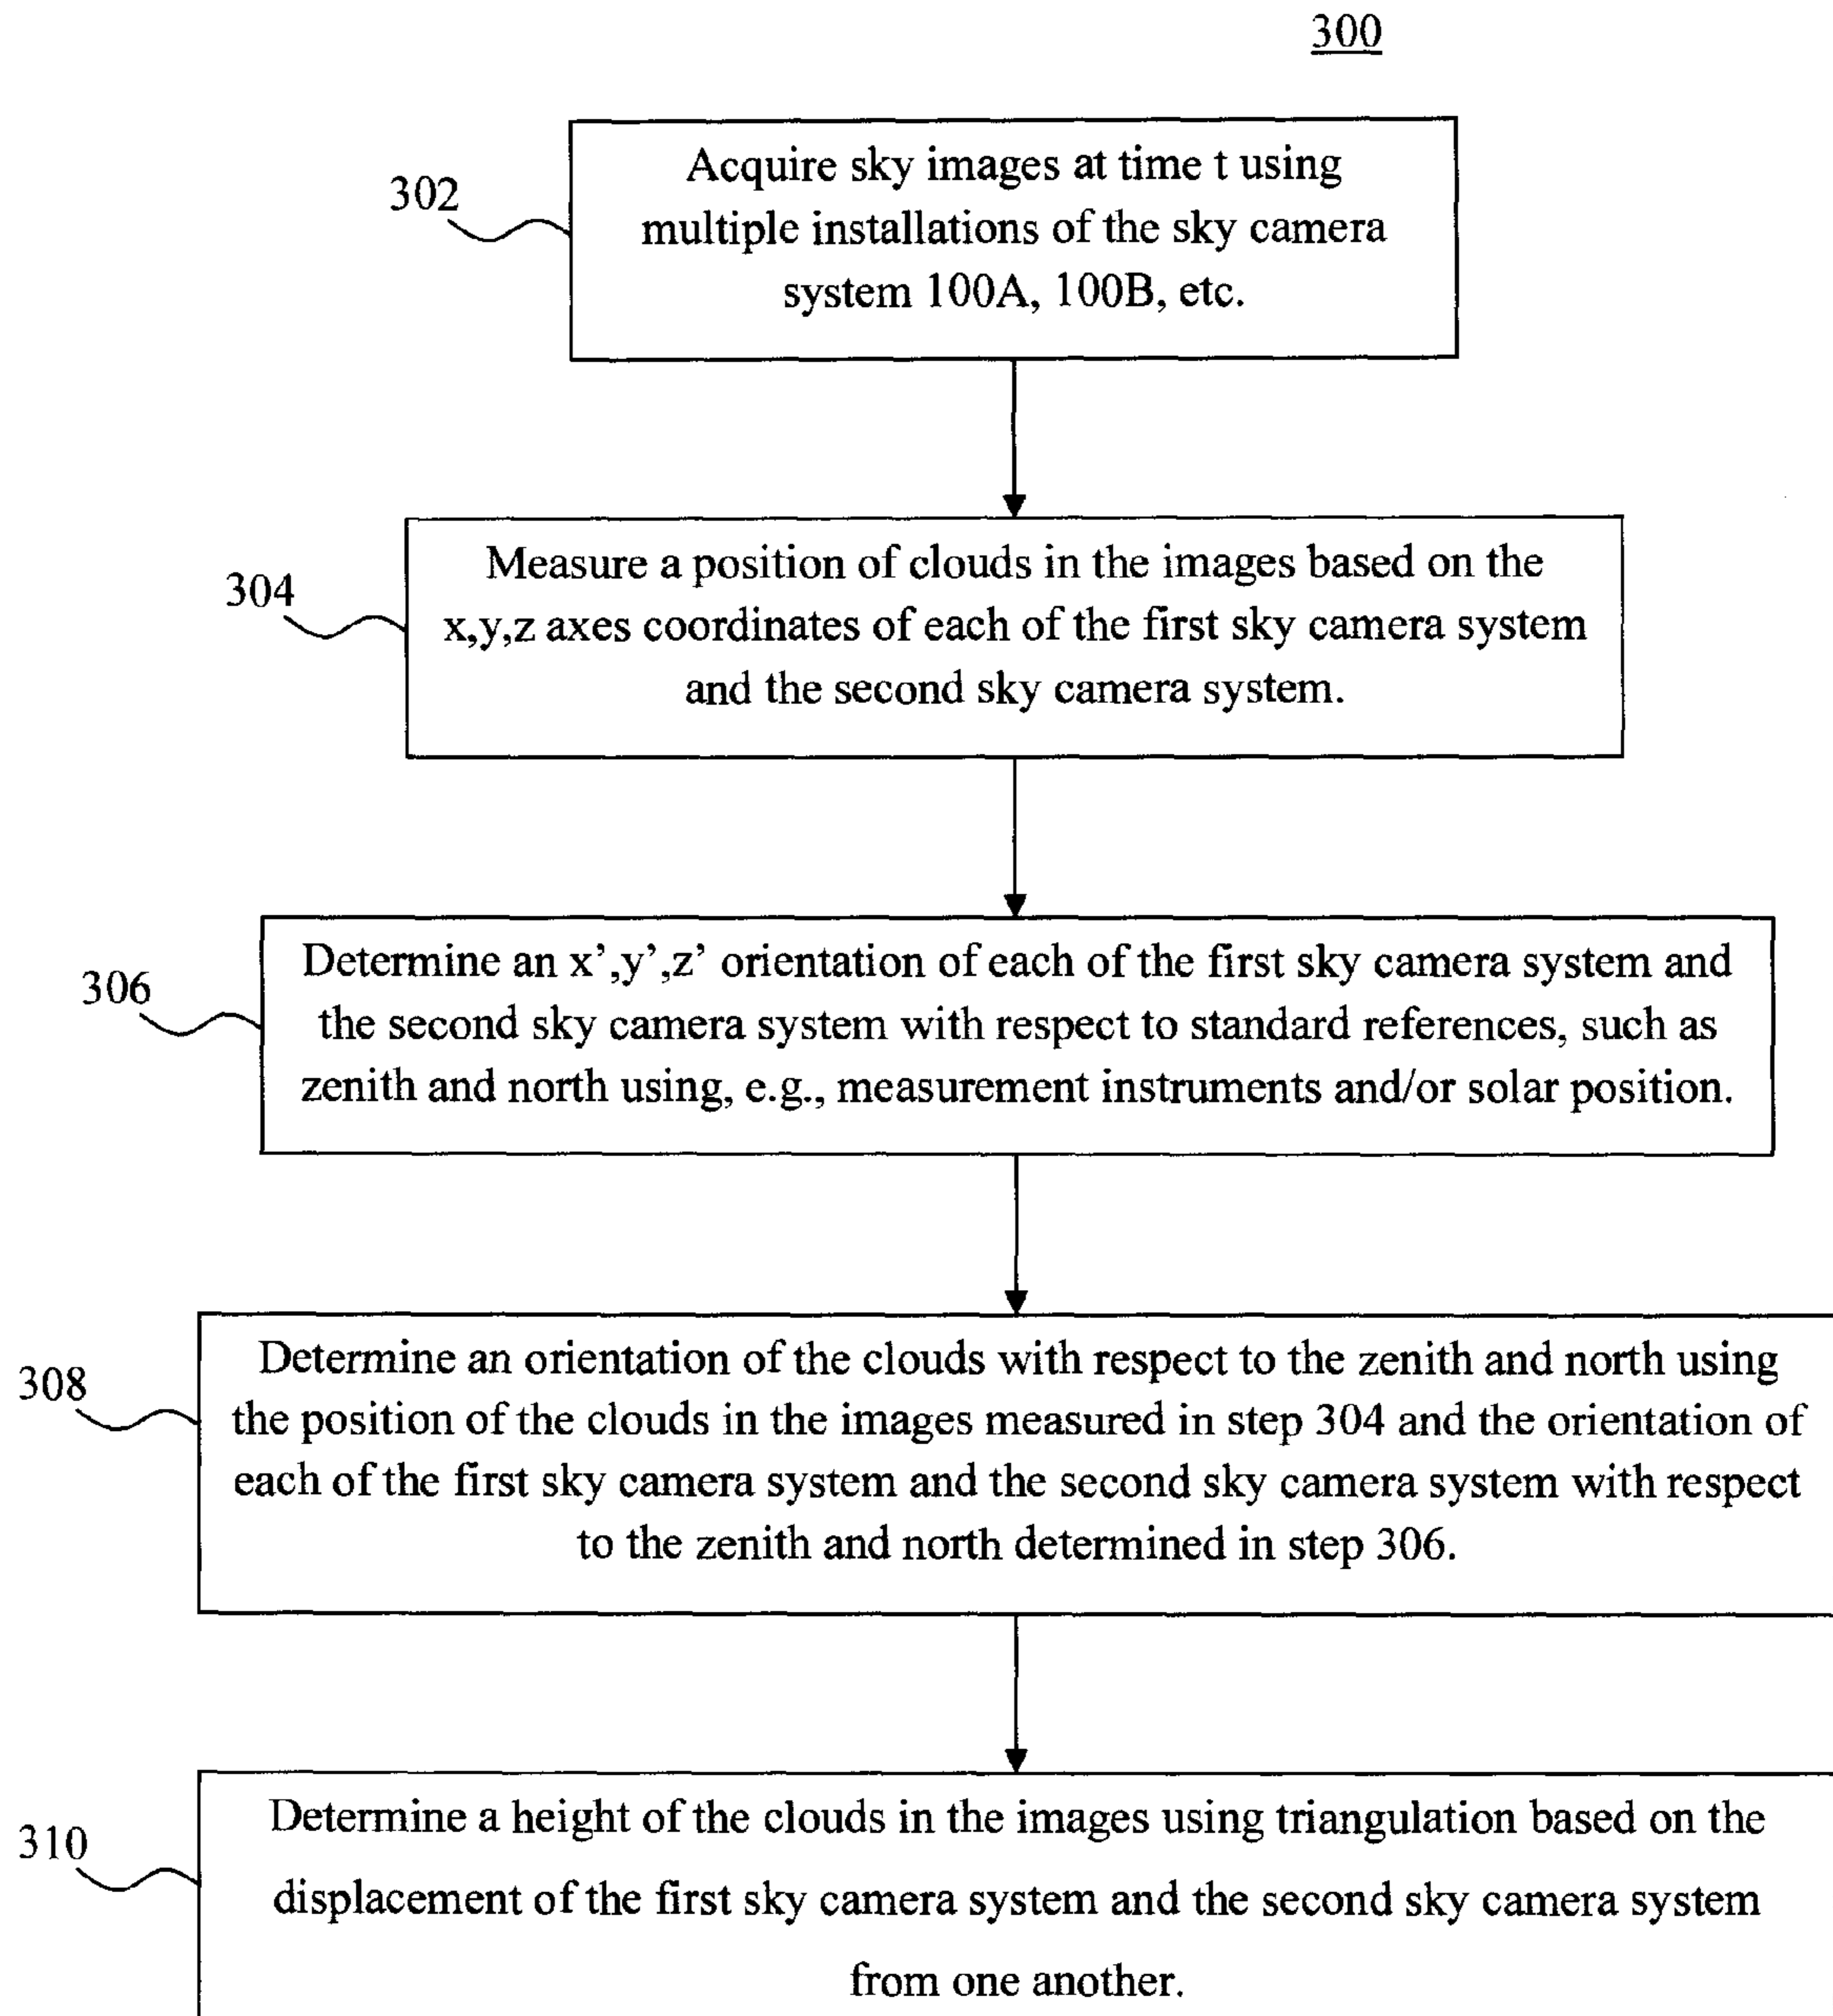 300
302
Acquire sky images at time t using
multiple installations of the sky camera
system 100A, 100B, etc.
304
Measure a position of clouds in the images based on the
x,y,z axes coordinates of each of the first sky camera system
and the second sky camera system.
306
Determine an x’,y’,z’ orientation of each of the first sky camera system and
the second sky camera system with respect to standard references, such as
zenith and north using, e.g., measurement instruments and/or solar position.
308
Determine an orientation of the clouds with respect to the zenith and north using
the position of the clouds in the images measured in step 304 and the orientation of
each of the first sky camera system and the second sky camera system with respect
to the zenith and north determined in step 306.
310
Determine a height of the clouds in the images using triangulation based on the
displacement of the first sky camera system and the second sky camera system
from one another.